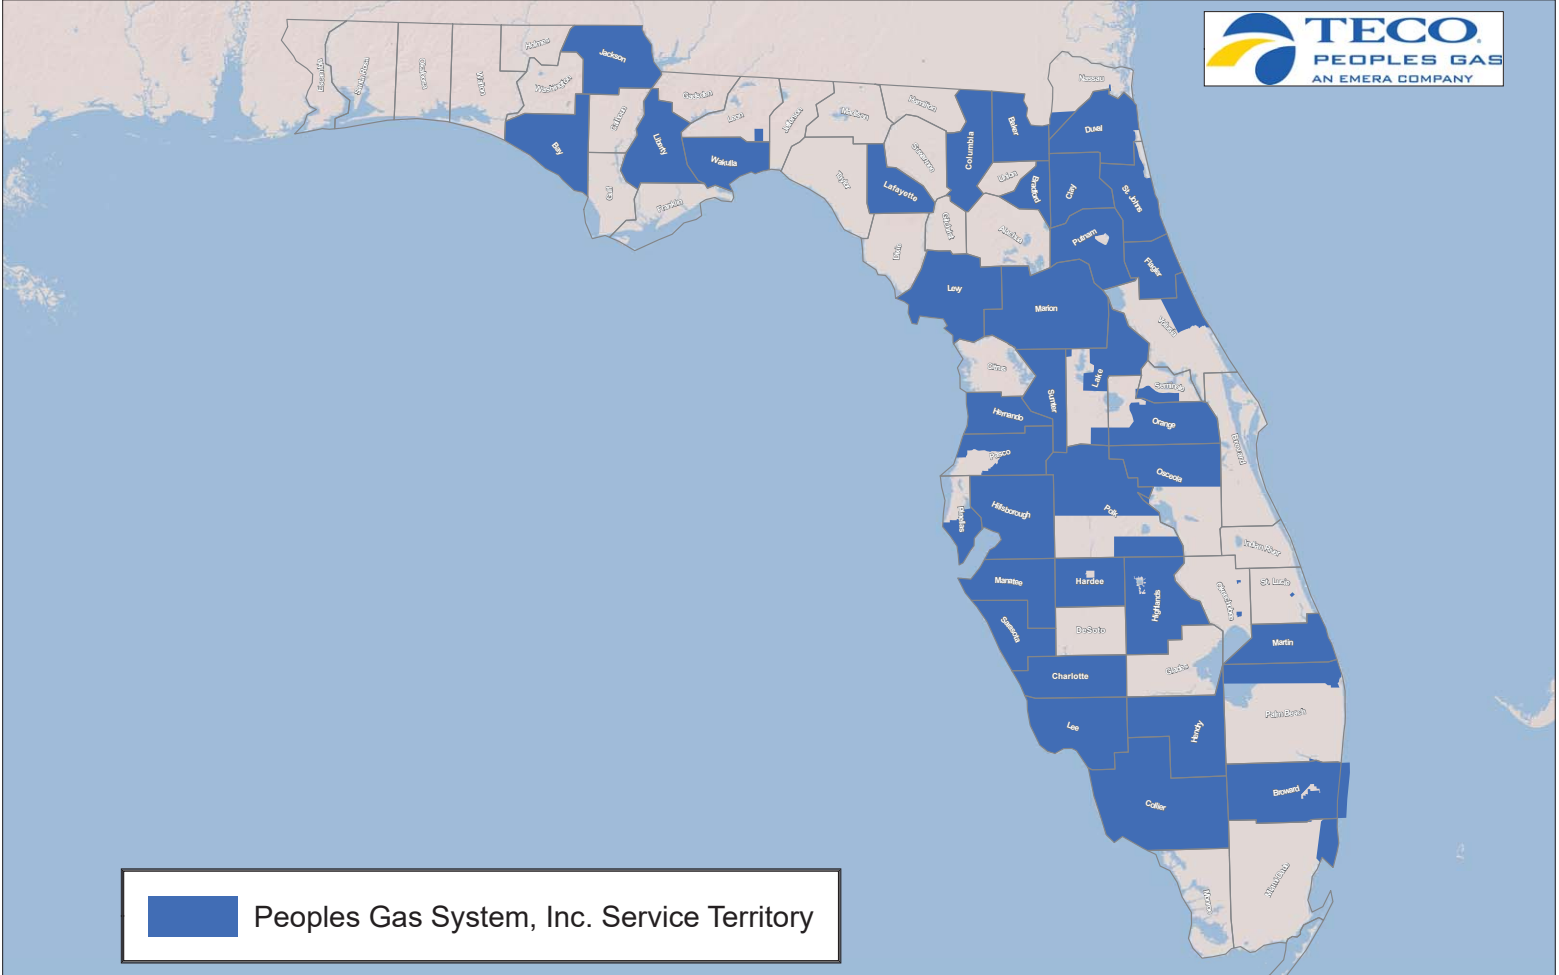 TECO
PEOPLES GAS
AN EMERA COMPANY
Escambia
Santa Rosa
Okaloosa
Walton
Holmes
Washington
Jackson
Bay
Calhoun
Gulf
Liberty
Gadsden
Franklin
Leon
Wakulla
Jefferson
Madison
Taylor
Hamilton
Suwannee
Lafayette
Columbia
Baker
Nassau
Duval
Union
Bradford
Clay
St. Johns
Dixie
Gilchrist
Alachua
Putnam
Flagler
Levy
Marion
Volusia
Citrus
Sumter
Lake
Seminole
Hernando
Orange
Brevard
Pasco
Osceola
Pinellas
Hillsborough
Polk
Indian River
Manatee
Hardee
Highlands
Okeechobee
St. Lucie
Sarasota
DeSoto
Martin
Charlotte
Glades
Lee
Hendry
Palm Beach
Collier
Broward
Monroe
Miami-Dade
Peoples Gas System, Inc. Service Territory